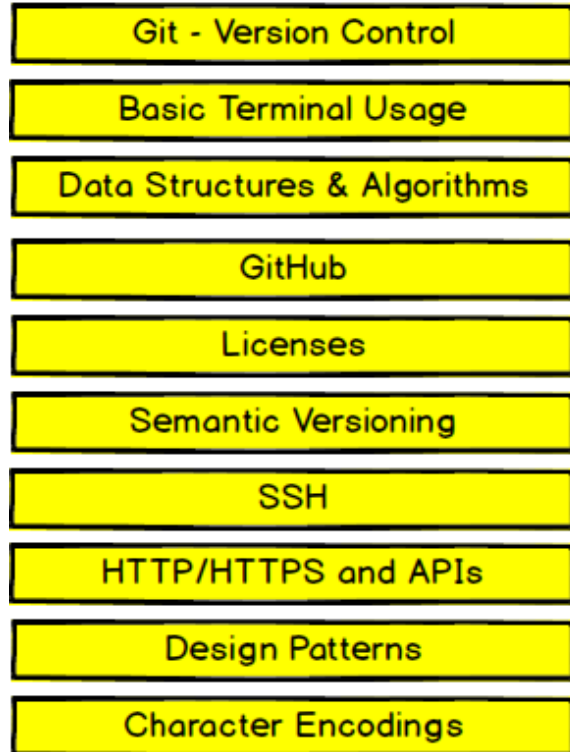 Git - Version Control
Basic Terminal Usage
Data Structures & Algorithms
GitHub
Licenses
Semantic Versioning
SSH
HTTP/HTTPS and APIs
Design Patterns
Character Encodings